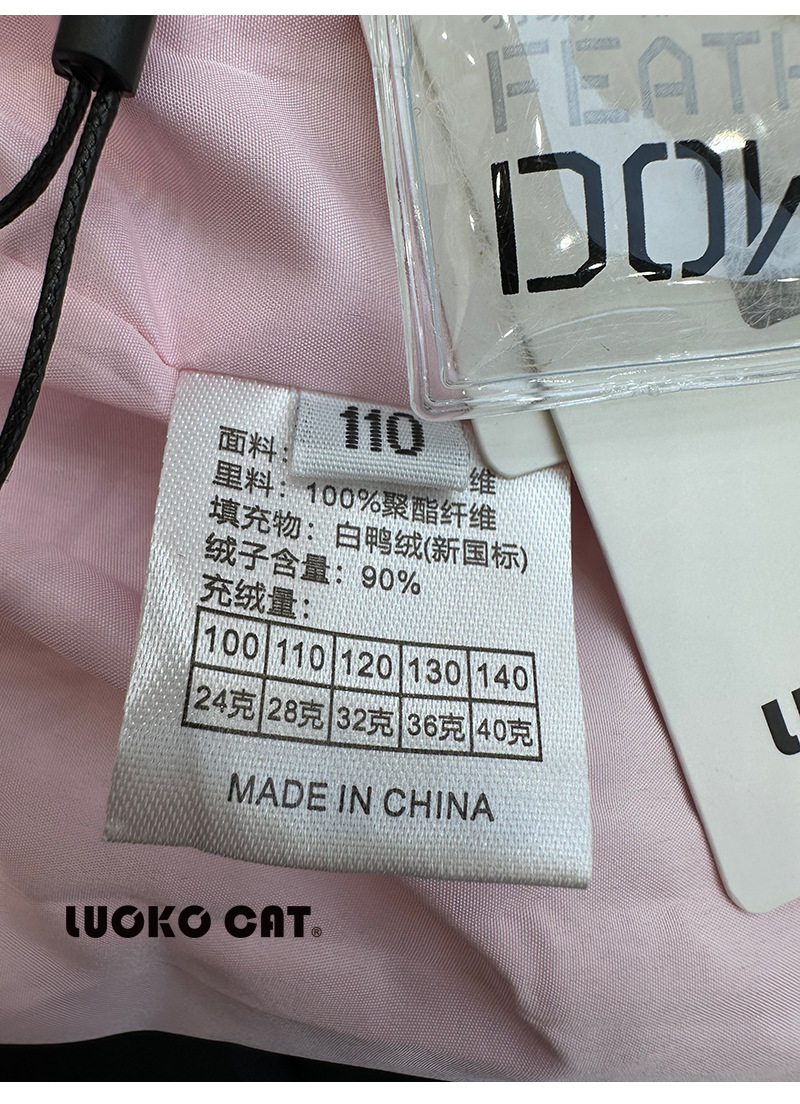 FEATH
DOW
110
面料：
维
里料：100%聚酯纤维
填充物：白鸭绒(新国标)
绒子含量：90%
充绒量：
100 110 120 130 140
24克 28克 32克 36克 40克
MADE IN CHINA
LUOKO CAT®